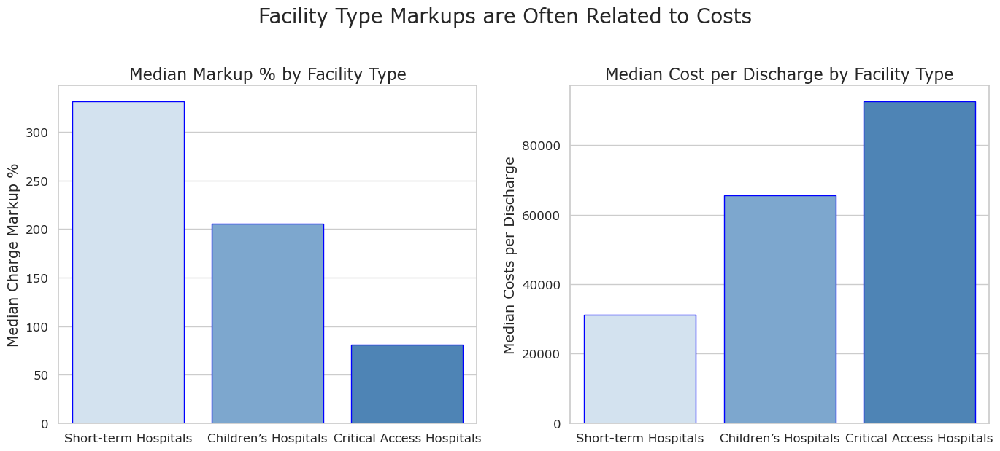 Facility Type Markups are Often Related to Costs
Median Markup % by Facility Type
Median Charge Markup %
300
250
200
150
100
50
0
Short-term Hospitals
Children’s Hospitals
Critical Access Hospitals
Median Cost per Discharge by Facility Type
Median Costs per Discharge
80000
60000
40000
20000
0
Short-term Hospitals
Children’s Hospitals
Critical Access Hospitals